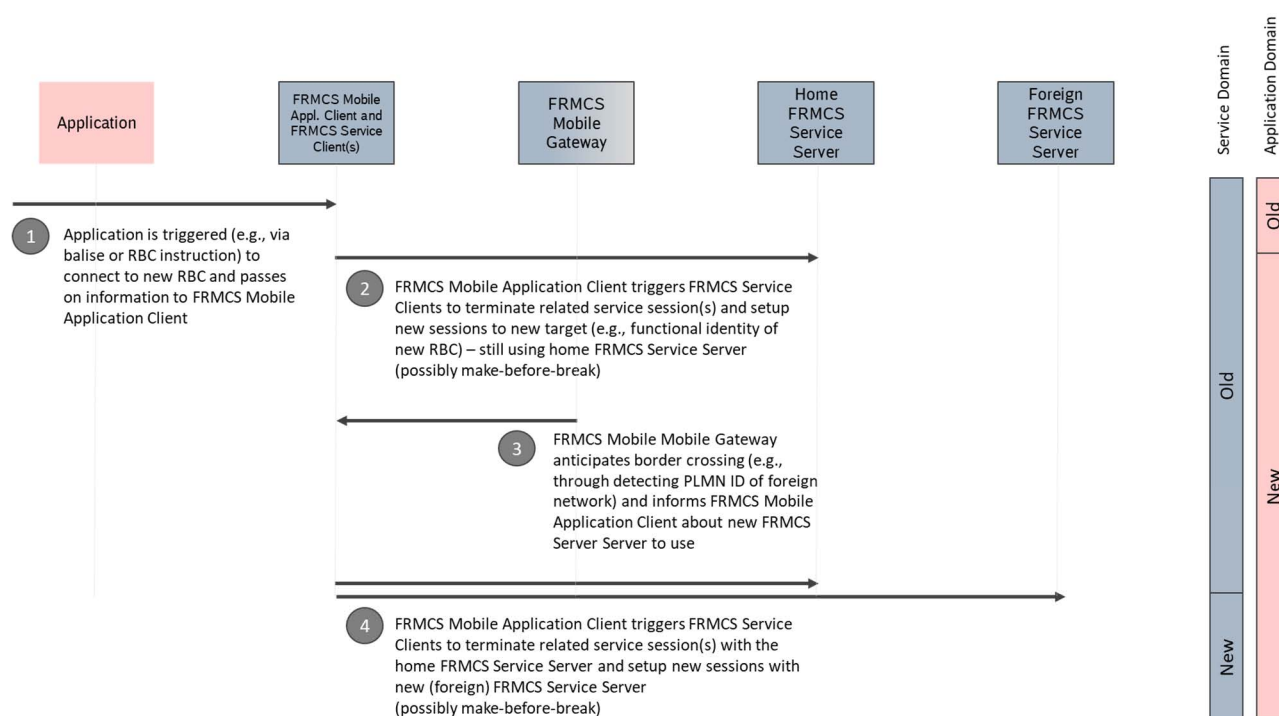 Application
FRMCS Mobile
Appl. Client and
FRMCS Service
Client(s)
FRMCS
Mobile
Gateway
Home
FRMCS
Service
Server
Foreign
FRMCS
Service
Server
Service Domain
Application Domain
1
Application is triggered (e.g., via
balise or RBC instruction) to
connect to new RBC and passes
on information to FRMCS Mobile
Application Client
2
FRMCS Mobile Application Client triggers FRMCS Service
Clients to terminate related service session(s) and setup
new sessions to new target (e.g., functional identity of
new RBC) – still using home FRMCS Service Server
(possibly make-before-break)
3
FRMCS Mobile Mobile Gateway
anticipates border crossing (e.g.,
through detecting PLMN ID of foreign
network) and informs FRMCS Mobile
Application Client about new FRMCS
Server Server to use
4
FRMCS Mobile Application Client triggers FRMCS Service
Clients to terminate related service session(s) with the
home FRMCS Service Server and setup new sessions with
new (foreign) FRMCS Service Server
(possibly make-before-break)
Old
New
Old
New